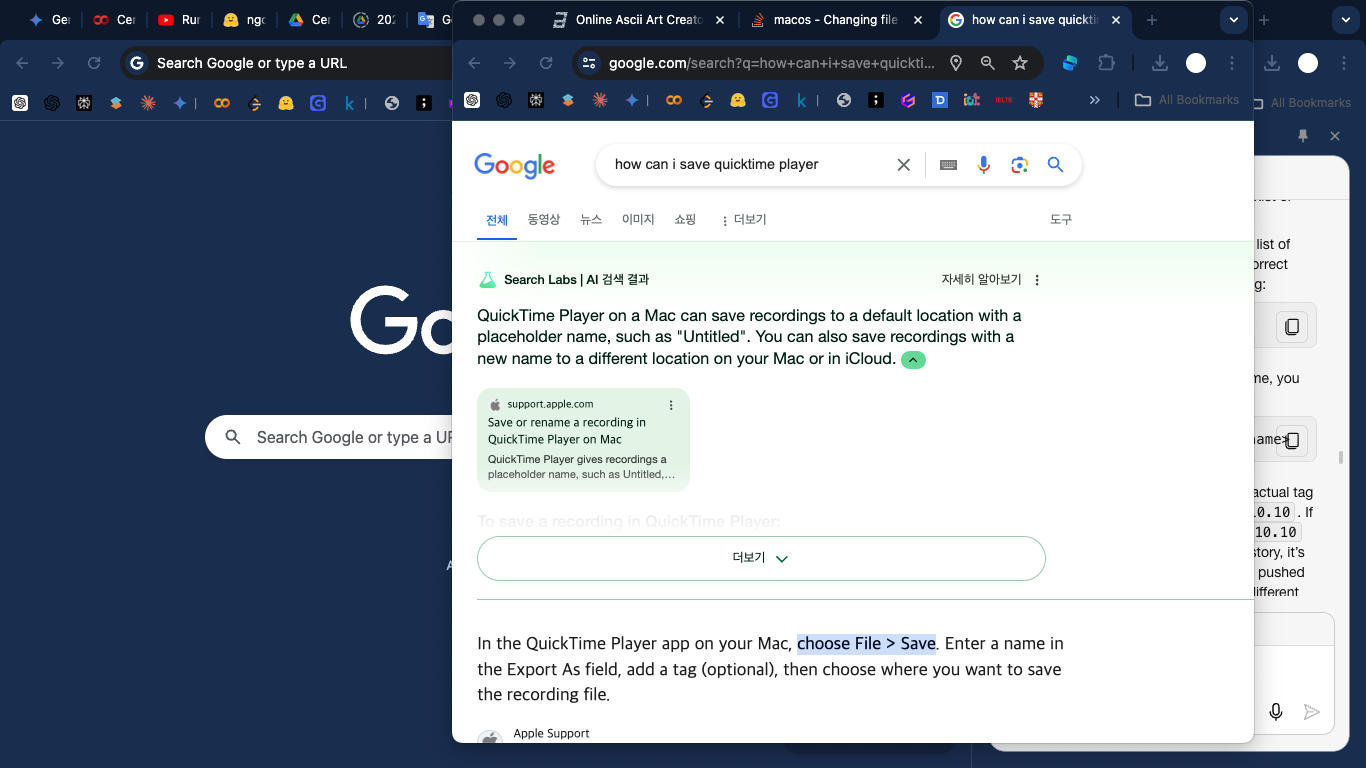 Ge
Cer
Rur
ngc
Cer
202
G
Online Ascii Art Creato
macos - Changing file
how can i save quickti
Search Google or type a URL
google.com/search?q=how+can+i+save+quickti...
All Bookmarks
All Bookmarks
Google
how can i save quicktime player
전체
동영상
뉴스
이미지
쇼핑
더보기
도구
Search Labs | AI 검색 결과
자세히 알아보기
QuickTime Player on a Mac can save recordings to a default location with a
placeholder name, such as "Untitled". You can also save recordings with a
new name to a different location on your Mac or in iCloud.
support.apple.com
Save or rename a recording in
QuickTime Player on Mac
QuickTime Player gives recordings a
placeholder name, such as Untitled,...
To save a recording in QuickTime Player:
더보기
In the QuickTime Player app on your Mac, choose File > Save. Enter a name in
the Export As field, add a tag (optional), then choose where you want to save
the recording file.
Apple Support
Go
Search Google or type a UR
list of
orrect
g:
me, you
name>
actual tag
.0.10 . If
10.10
story, it's
pushed
different